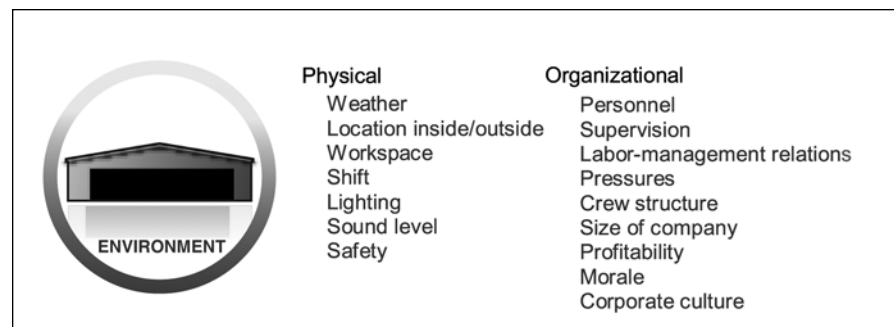 ENVIRONMENT
Physical
Weather
Location inside/outside
Workspace
Shift
Lighting
Sound level
Safety
Organizational
Personnel
Supervision
Labor-management relations
Pressures
Crew structure
Size of company
Profitability
Morale
Corporate culture